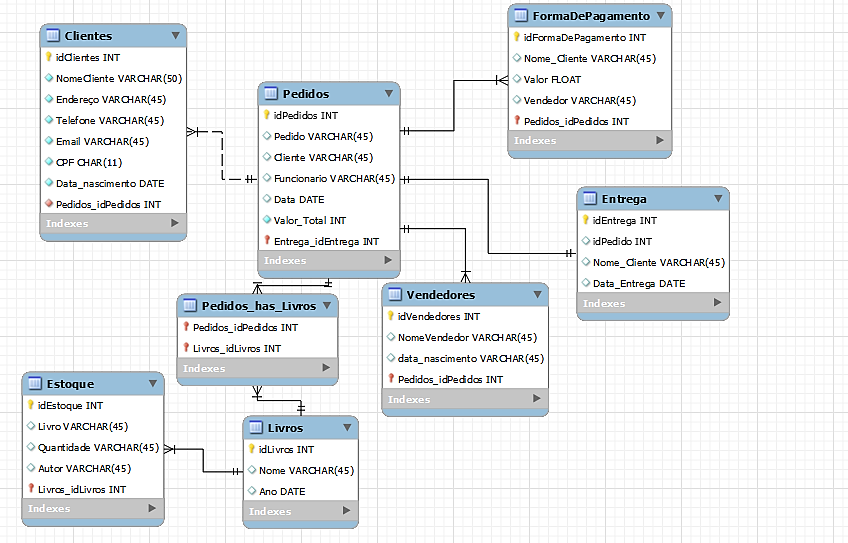 Clientes
idClientes INT
NomeCliente VARCHAR(50)
Endereço VARCHAR(45)
Telefone VARCHAR(45)
Email VARCHAR(45)
CPF CHAR(11)
Data_nascimento DATE
Pedidos_idPedidos INT
Indexes
Pedidos
idPedidos INT
Pedido VARCHAR(45)
Cliente VARCHAR(45)
Funcionario VARCHAR(45)
Data DATE
Valor_Total INT
Entrega_idEntrega INT
Indexes
FormaDePagamento
idFormaDePagamento INT
Nome_Cliente VARCHAR(45)
Valor FLOAT
Vendedor VARCHAR(45)
Pedidos_idPedidos INT
Indexes
Entrega
idEntrega INT
idPedido INT
Nome_Cliente VARCHAR(45)
Data_Entrega DATE
Indexes
Pedidos_has_Livros
Pedidos_idPedidos INT
Livros_idLivros INT
Indexes
Vendedores
idVendedores INT
NomeVendedor VARCHAR(45)
data_nascimento VARCHAR(45)
Pedidos_idPedidos INT
Indexes
Estoque
idEstoque INT
Livro VARCHAR(45)
Quantidade VARCHAR(45)
Autor VARCHAR(45)
Livros_idLivros INT
Indexes
Livros
idLivros INT
Nome VARCHAR(45)
Ano DATE
Indexes